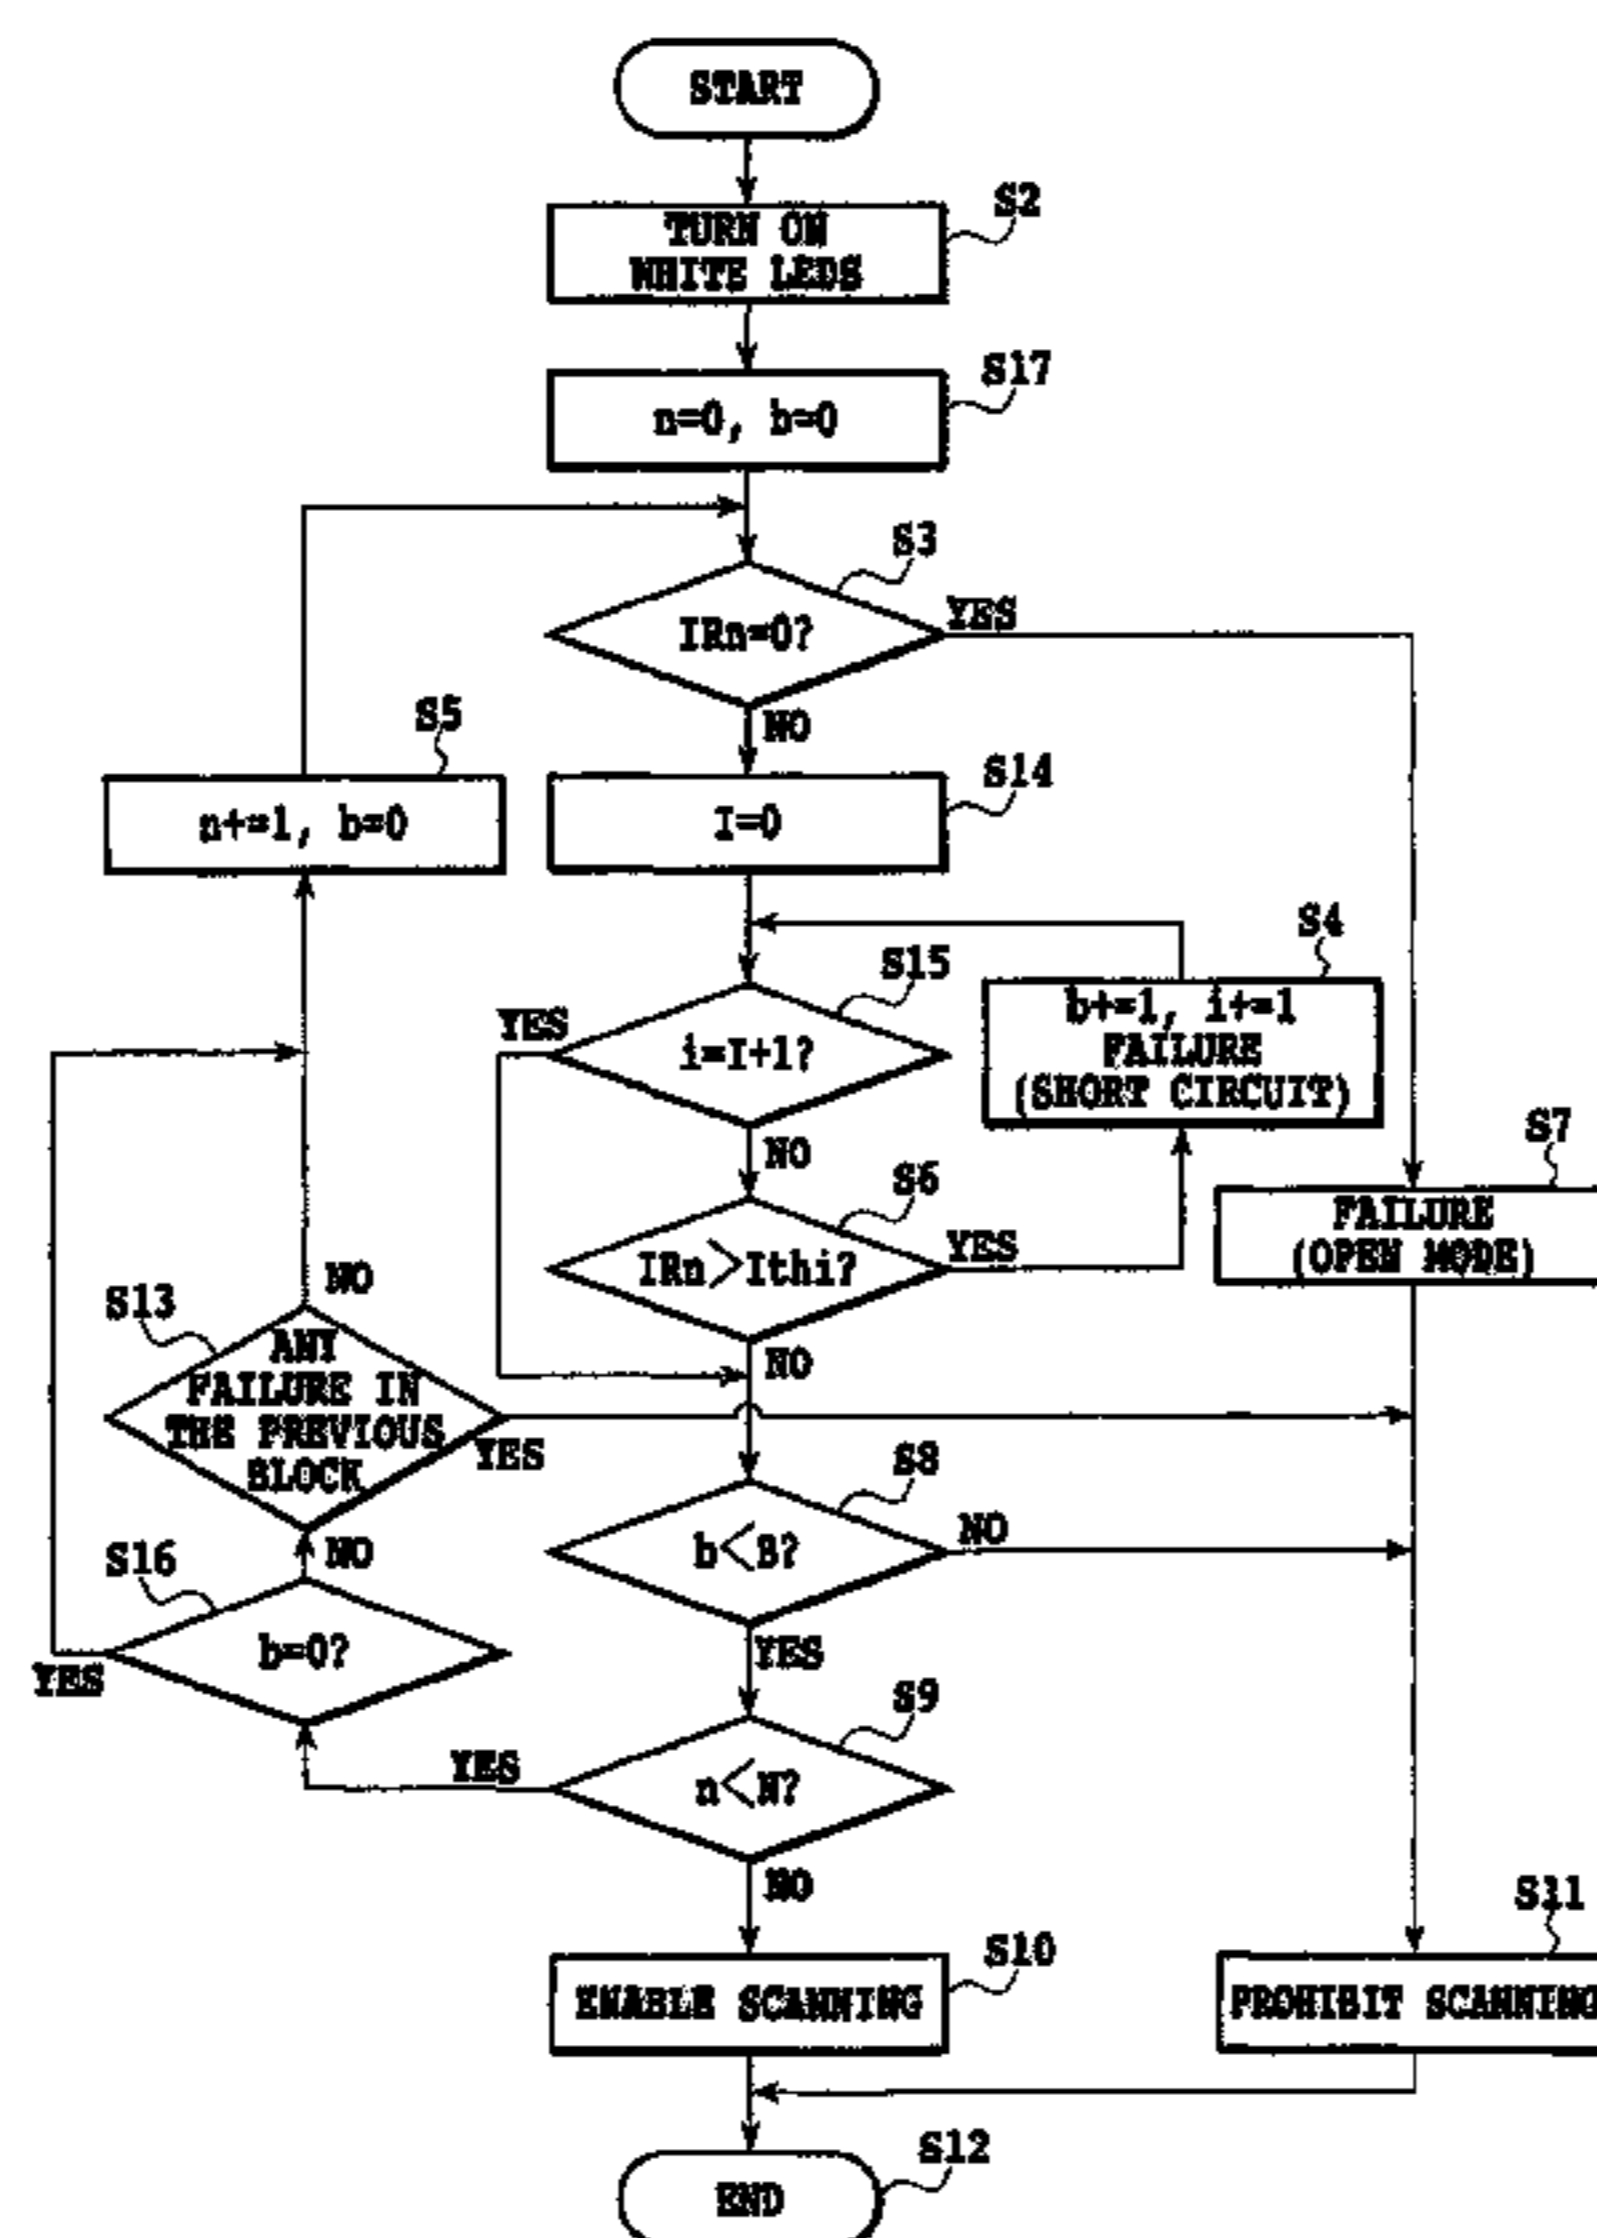 START
S2
TURN ON
WHITE LEDS
S17
n=0, b=0
S3
IRn=0?
YES
NO
S5
n+=1, b=0
S14
I=0
S4
b+=1, i+=1
FAILURE
(SHORT CIRCUIT)
S15
YES
i=I+1?
NO
S7
FAILURE
(OPEN MODE)
S6
IRn>Ithi?
YES
NO
S13
NO
ANY
FAILURE IN
THE PREVIOUS
BLOCK
YES
S8
b<B?
NO
YES
S16
NO
b=0?
YES
S9
YES
n<N?
NO
S10
ENABLE SCANNING
S11
PROHIBIT SCANNING
S12
END